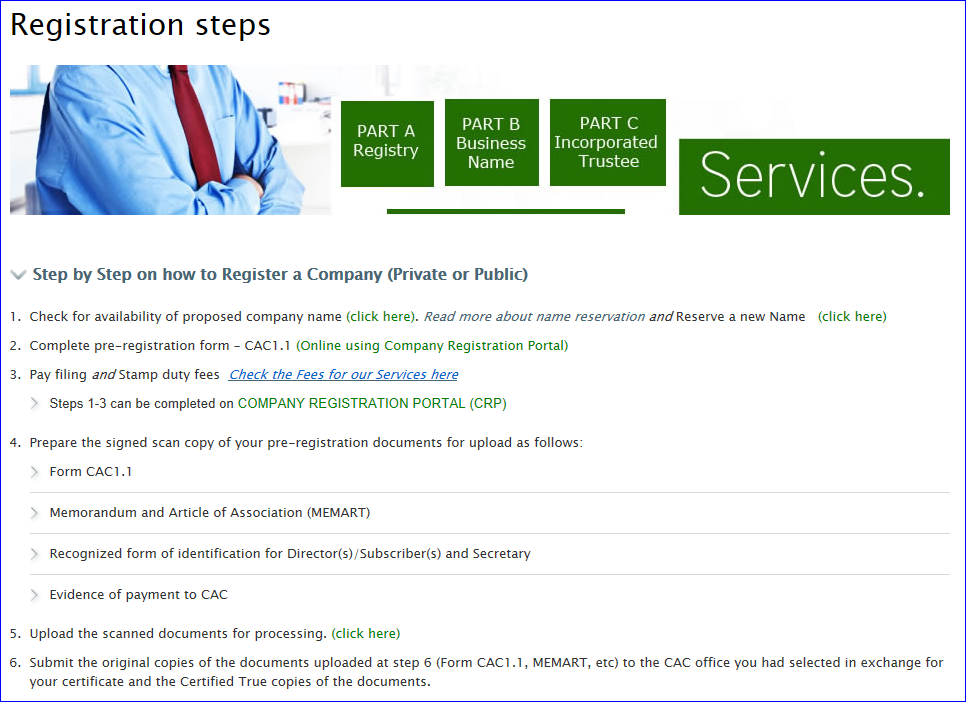 Registration steps
PART A
Registry
PART B
Business
Name
PART C
Incorporated
Trustee
Services.
Step by Step on how to Register a Company (Private or Public)
1. Check for availability of proposed company name (click here). Read more about name reservation and Reserve a new Name (click here)
2. Complete pre-registration form – CAC1.1 (Online using Company Registration Portal)
3. Pay filing and Stamp duty fees Check the Fees for our Services here
Steps 1-3 can be completed on COMPANY REGISTRATION PORTAL (CRP)
4. Prepare the signed scan copy of your pre-registration documents for upload as follows:
Form CAC1.1
Memorandum and Article of Association (MEMART)
Recognized form of identification for Director(s)/Subscriber(s) and Secretary
Evidence of payment to CAC
5. Upload the scanned documents for processing. (click here)
6. Submit the original copies of the documents uploaded at step 6 (Form CAC1.1, MEMART, etc) to the CAC office you had selected in exchange for
your certificate and the Certified True copies of the documents.